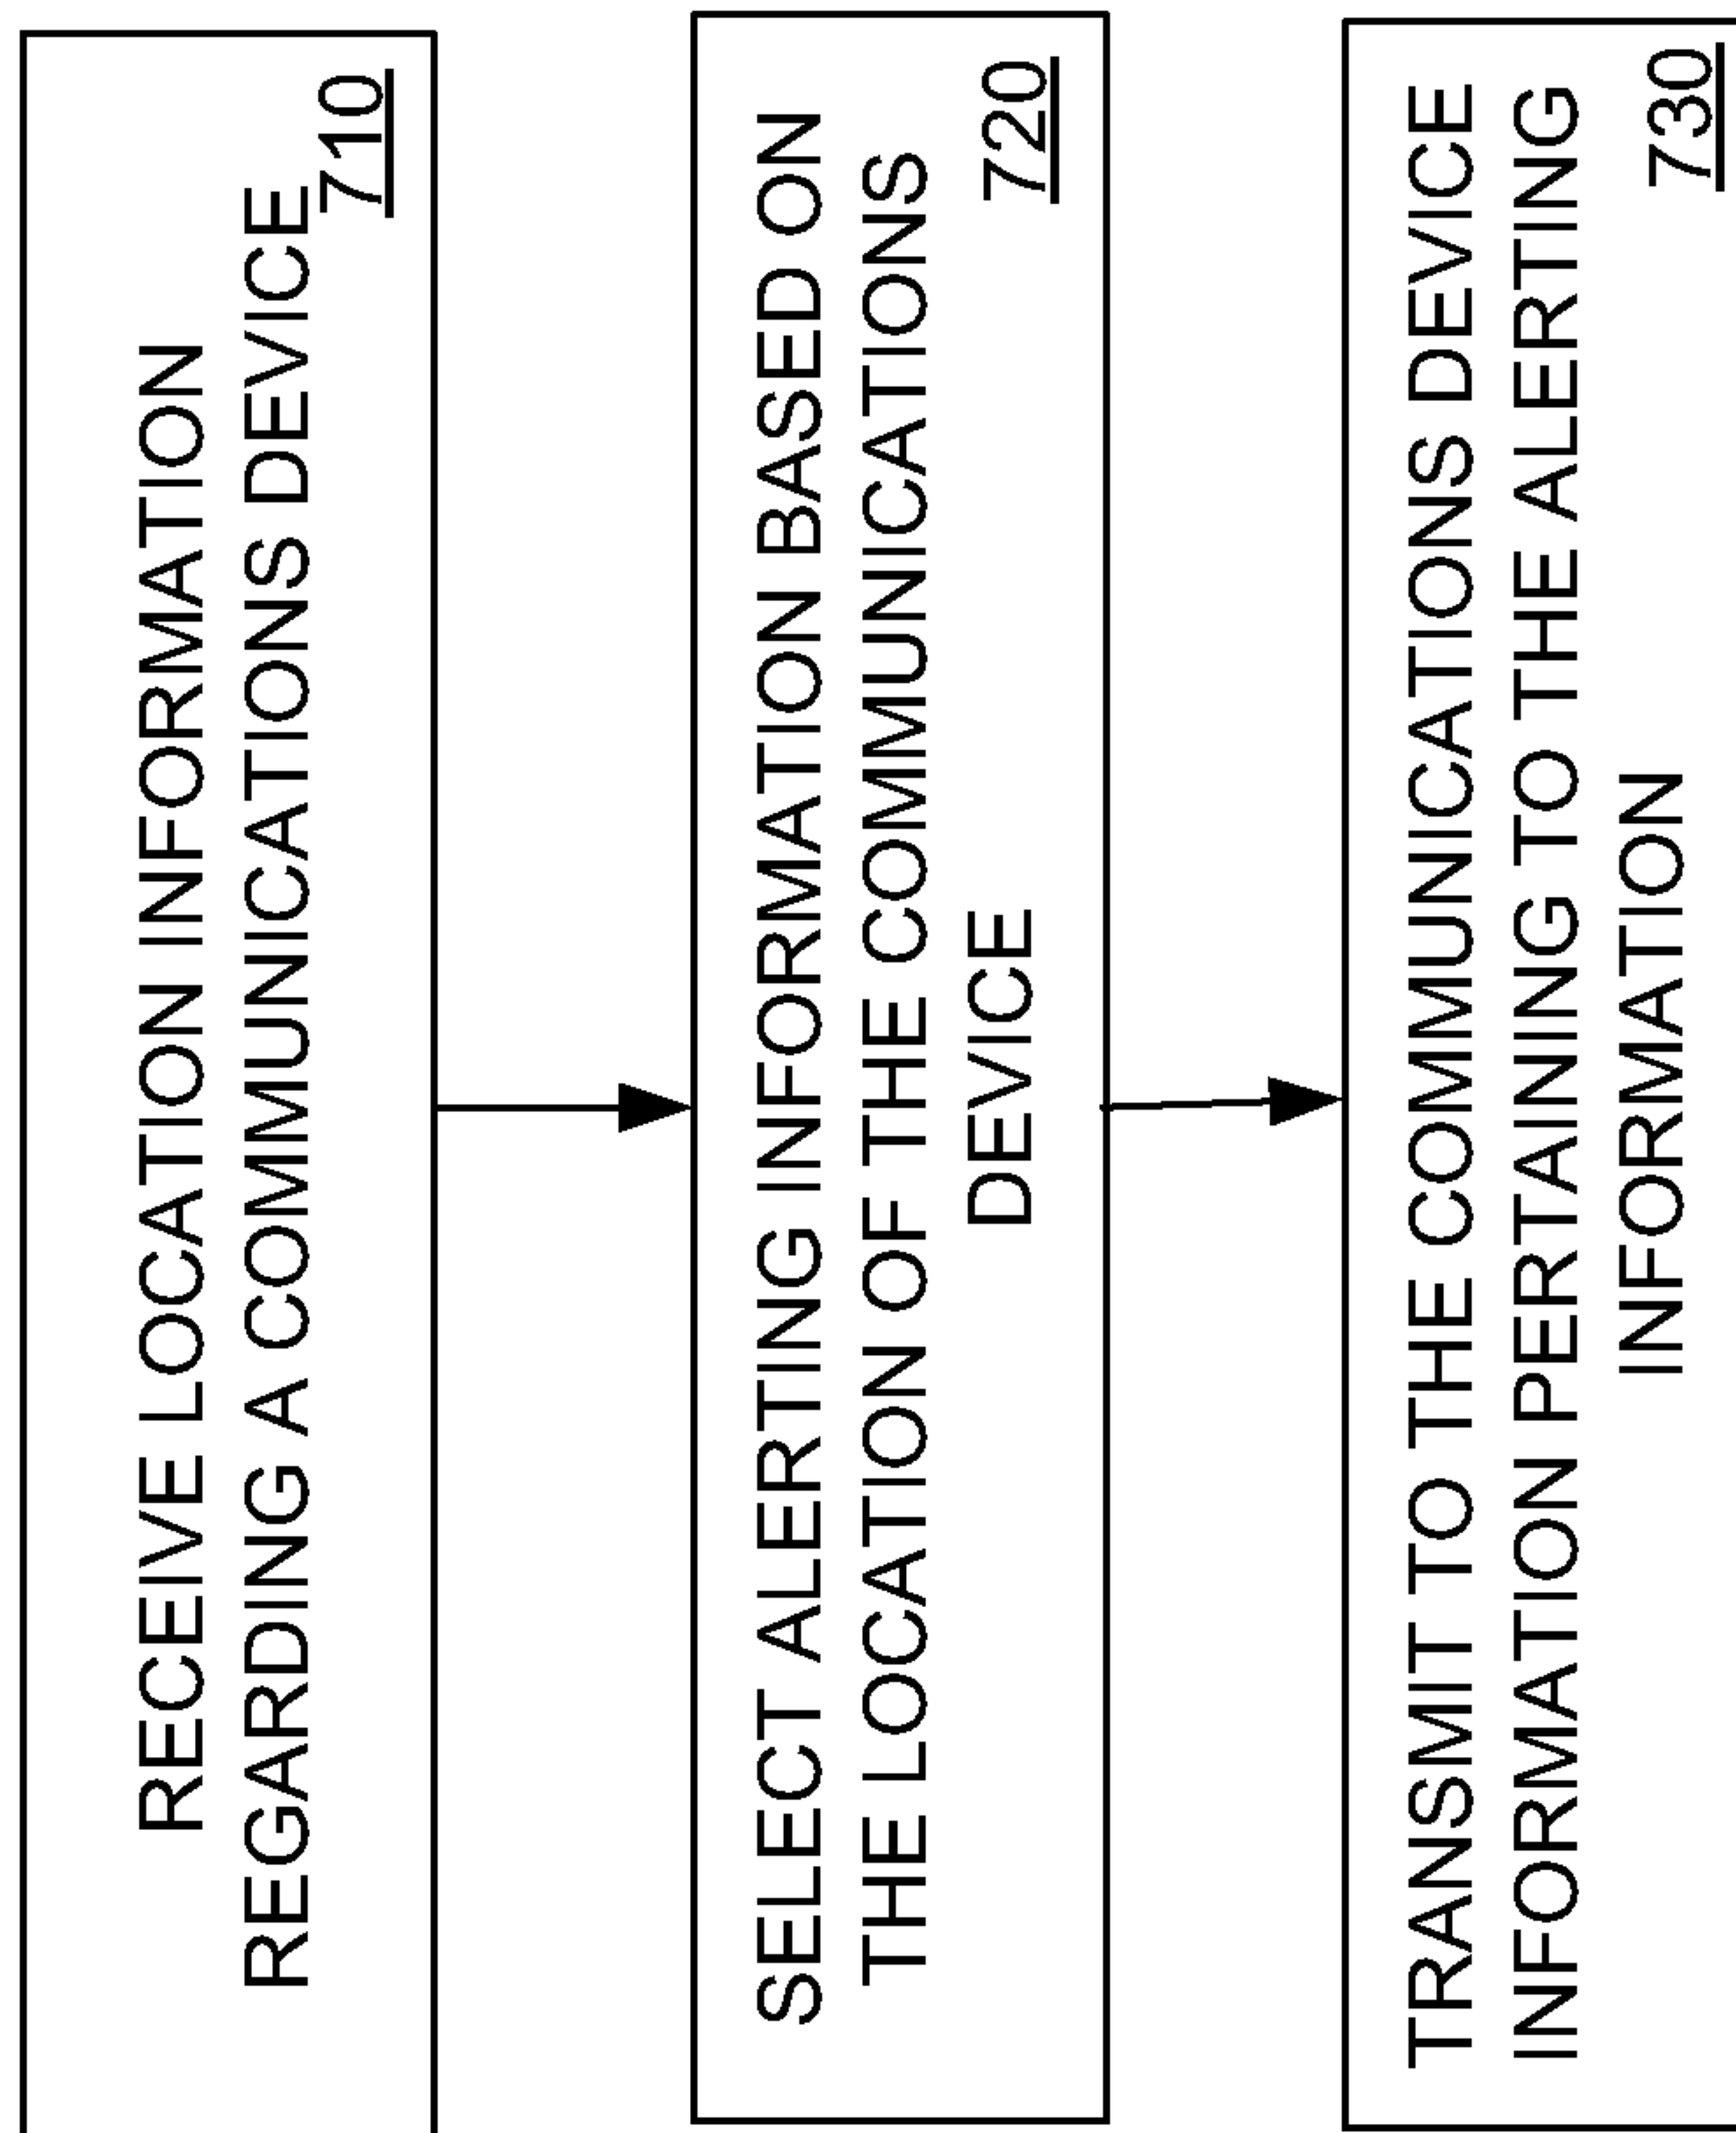 RECEIVE LOCATION INFORMATION
REGARDING A COMMUNICATIONS DEVICE
710
SELECT ALERTING INFORMATION BASED ON
THE LOCATION OF THE COMMUNICATIONS
DEVICE
720
TRANSMIT TO THE COMMUNICATIONS DEVICE
INFORMATION PERTAINING TO THE ALERTING
INFORMATION
730